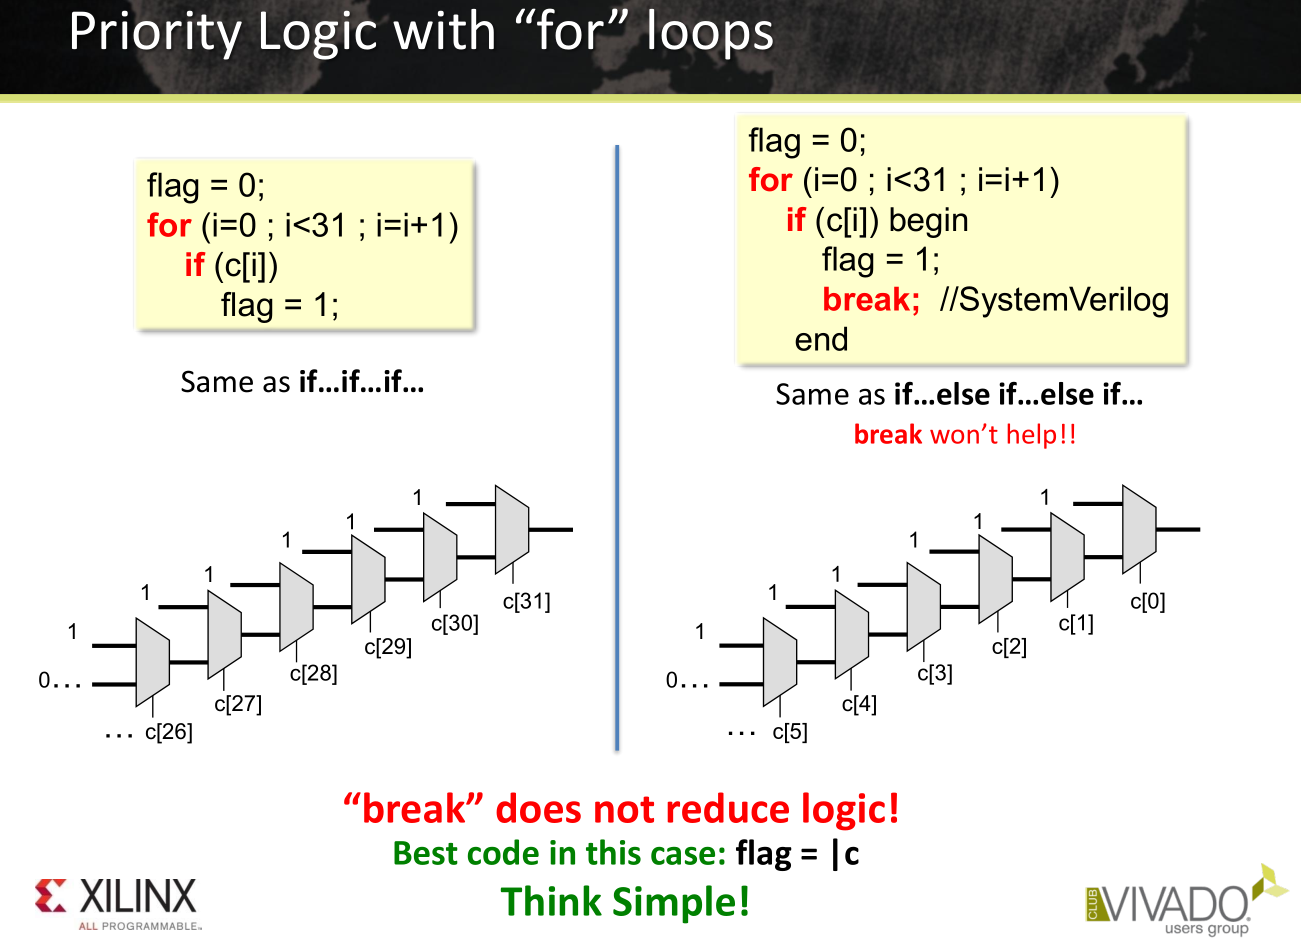 Priority Logic with “for” loops
flag = 0;
for (i=0 ; i<31 ; i=i+1)
if (c[i])
flag = 1;
Same as if...if...if...
1
1
1
1
1
1
0...
c[31]
c[30]
c[29]
c[28]
c[27]
... c[26]
flag = 0;
for (i=0 ; i<31 ; i=i+1)
if (c[i]) begin
flag = 1;
break; //SystemVerilog
end
Same as if...else if...else if...
break won’t help!!
1
1
1
1
1
1
0...
c[0]
c[1]
c[2]
c[3]
c[4]
... c[5]
“break” does not reduce logic!
Best code in this case: flag = |c
Think Simple!
XILINX
ALL PROGRAMMABLE™
CLUB
VIVADO
users group